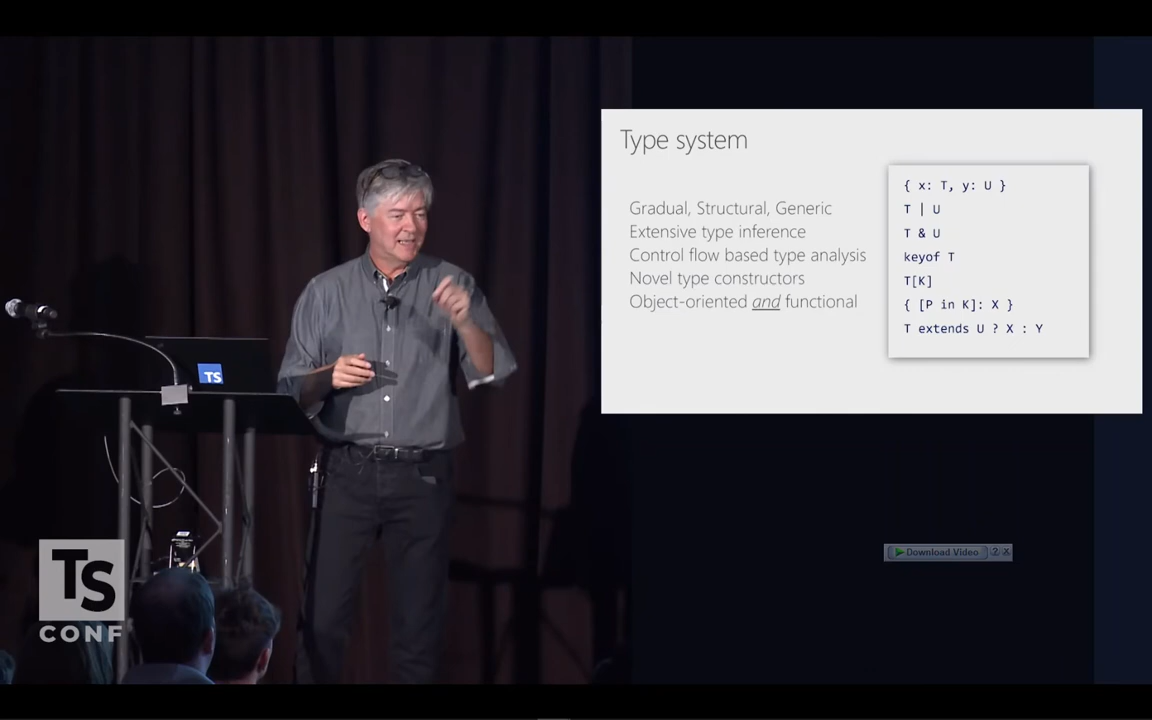 Type system
Gradual, Structural, Generic
Extensive type inference
Control flow based type analysis
Novel type constructors
Object-oriented and functional
{ x: T, y: U }
T | U
T & U
keyof T
T[K]
{ [P in K]: X }
T extends U ? X : Y
TS
Download Video ? X
TS
CONF